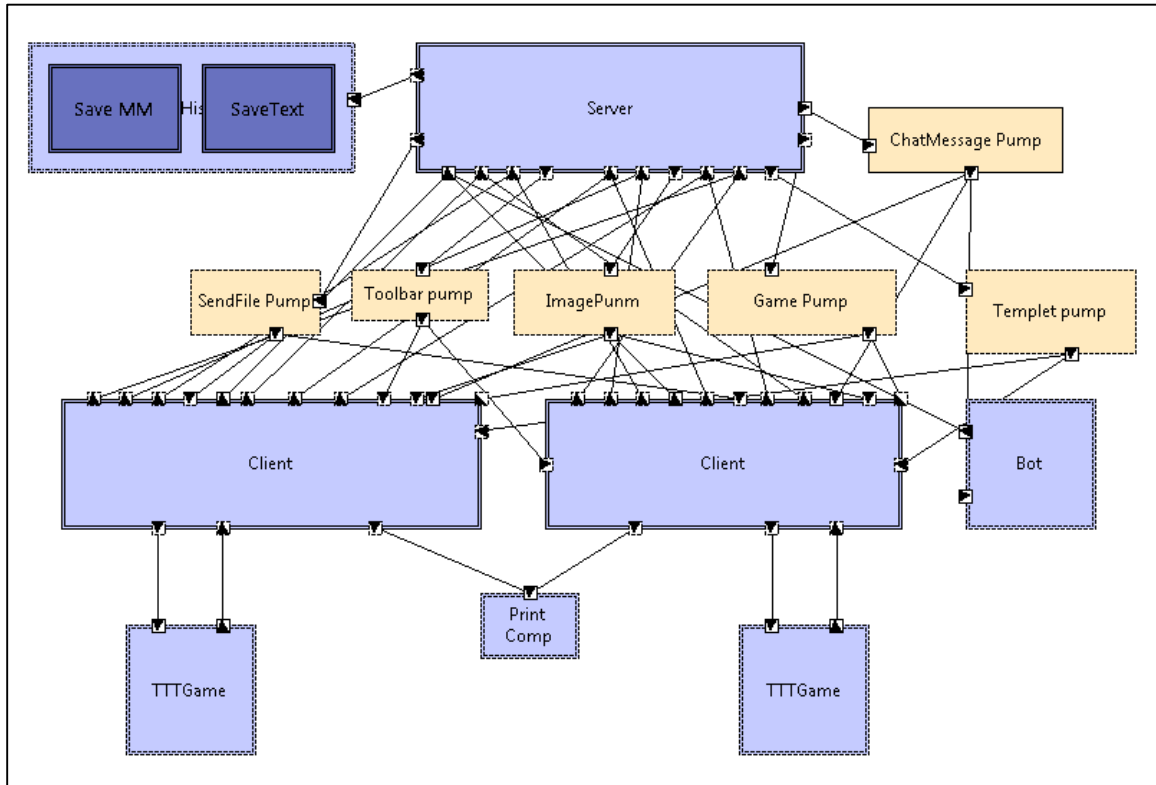 Save MM
His
SaveText
Server
ChatMessage Pump
SendFile Pump
Toolbar pump
ImagePunm
Game Pump
Templet pump
Client
Client
Bot
Print
Comp
TTTGame
TTTGame